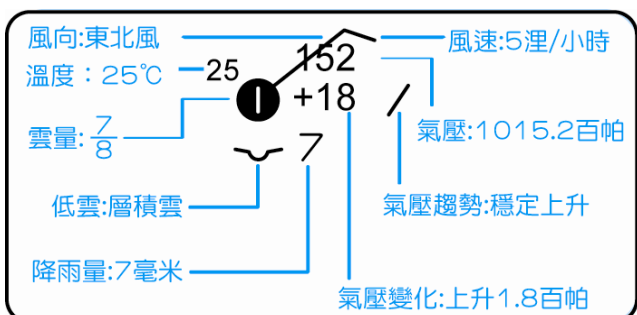 風向:東北風
152
風速:5浬/小時
溫度：25℃
25
+18
雲量:7/8
氣壓:1015.2百帕
7
低雲:層積雲
氣壓趨勢:穩定上升
降雨量:7毫米
氣壓變化:上升1.8百帕